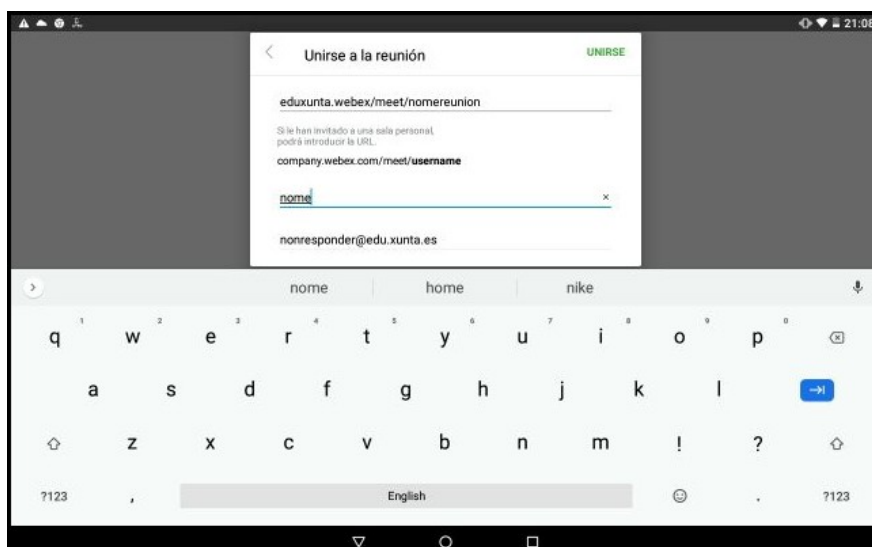 21:08
Unirse a la reunión UNIRSE
eduxunta.webex/meet/nomereunion
Si le han invitado a una sala personal,
podrá introducir la URL.
company.webex.com/meet/username
nome ×
nonresponder@edu.xunta.es
nome home nike
1 2 3 4 5 6 7 8 9 0
q w e r t y u i o p
a s d f g h j k l
z x c v b n m ! ?
?123 , English . ?123